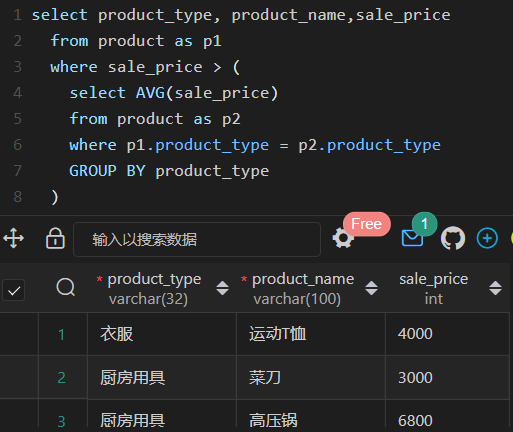 1 select product_type, product_name,sale_price
2 from product as p1
3 where sale_price > (
4 select AVG(sale_price)
5 from product as p2
6 where p1.product_type = p2.product_type
7 GROUP BY product_type
8 )
输入以搜索数据 Free 1
* product_type * product_name sale_price
varchar(32) varchar(100) int
1 衣服 运动T恤 4000
2 厨房用具 菜刀 3000
3 厨房用具 高压锅 6800